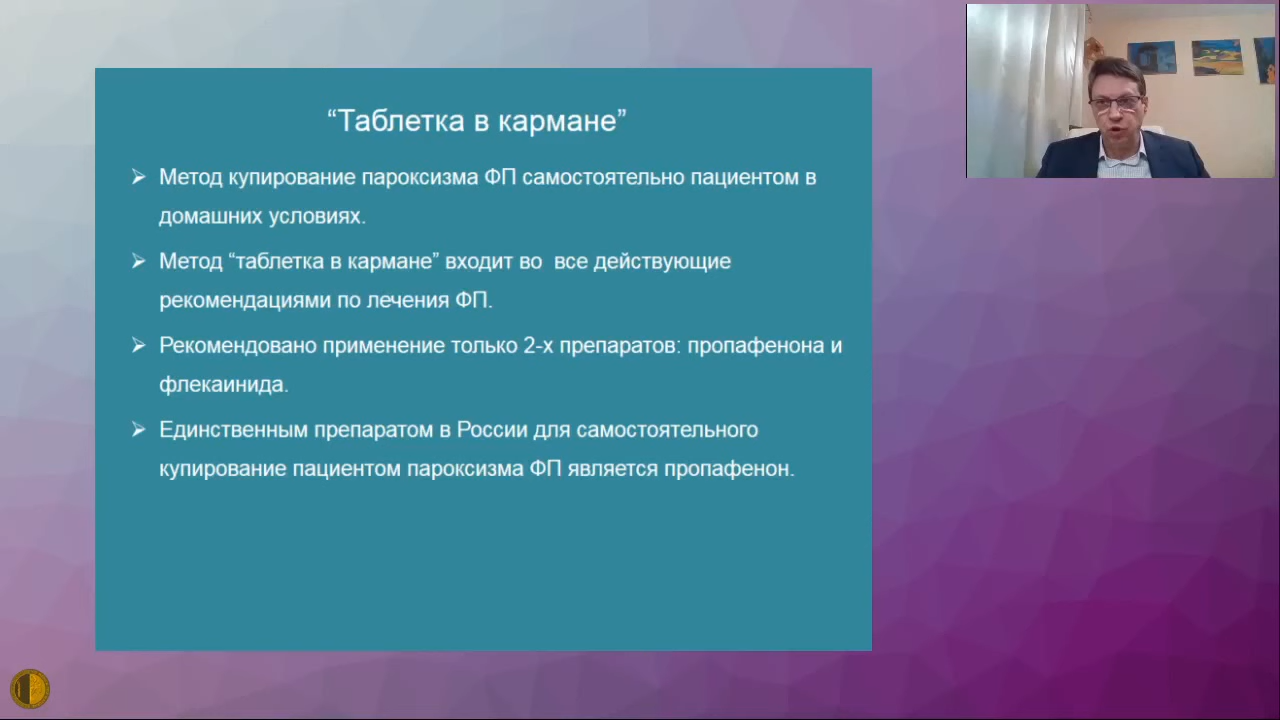 “Таблетка в кармане”
Метод купирование пароксизма ФП самостоятельно пациентом в
домашних условиях.
Метод “таблетка в кармане” входит во  все действующие
рекомендациями по лечения ФП.
Рекомендовано применение только 2-х препаратов: пропафенона и
флекаинида.
Единственным препаратом в России для самостоятельного
купирование пациентом пароксизма ФП является пропафенон.